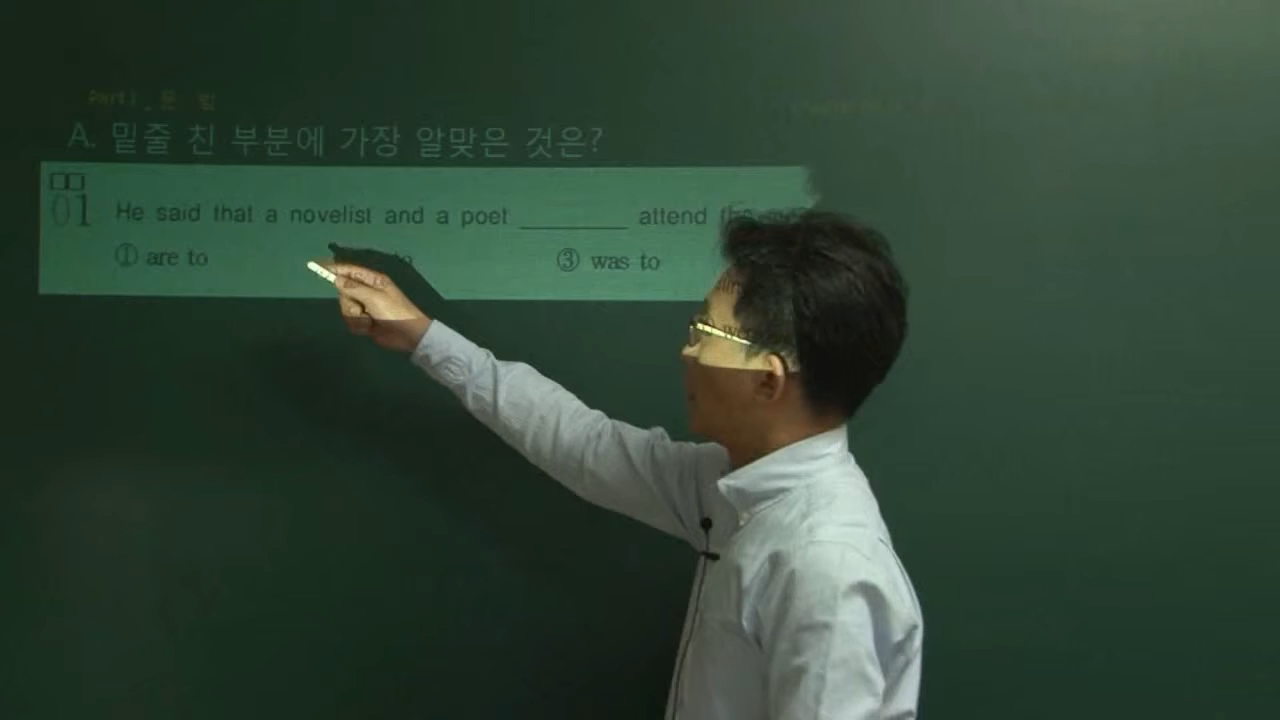 Part1. 문 법
A. 밑줄 친 부분에 가장 알맞은 것은?
01 He said that a novelist and a poet ________ attend the
① are to ③ was to